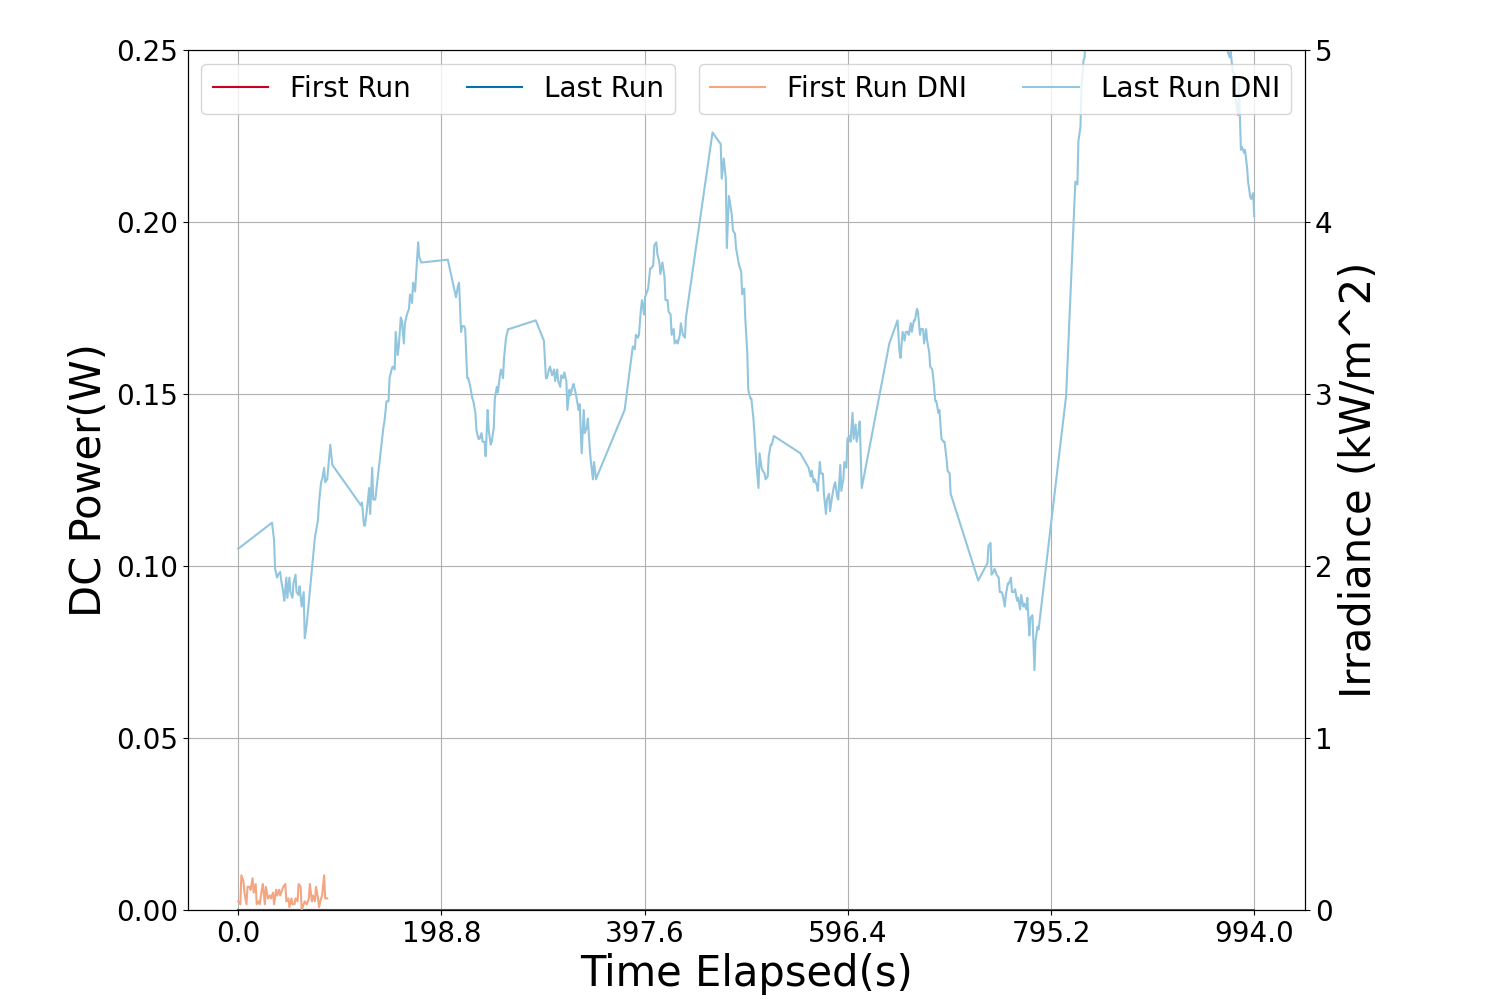 First Run
Last Run
First Run DNI
Last Run DNI
DC Power(W)
0.25
0.20
0.15
0.10
0.05
0.00
Irradiance (kW/m^2)
5
4
3
2
1
0
0.0 198.8 397.6 596.4 795.2 994.0
Time Elapsed(s)